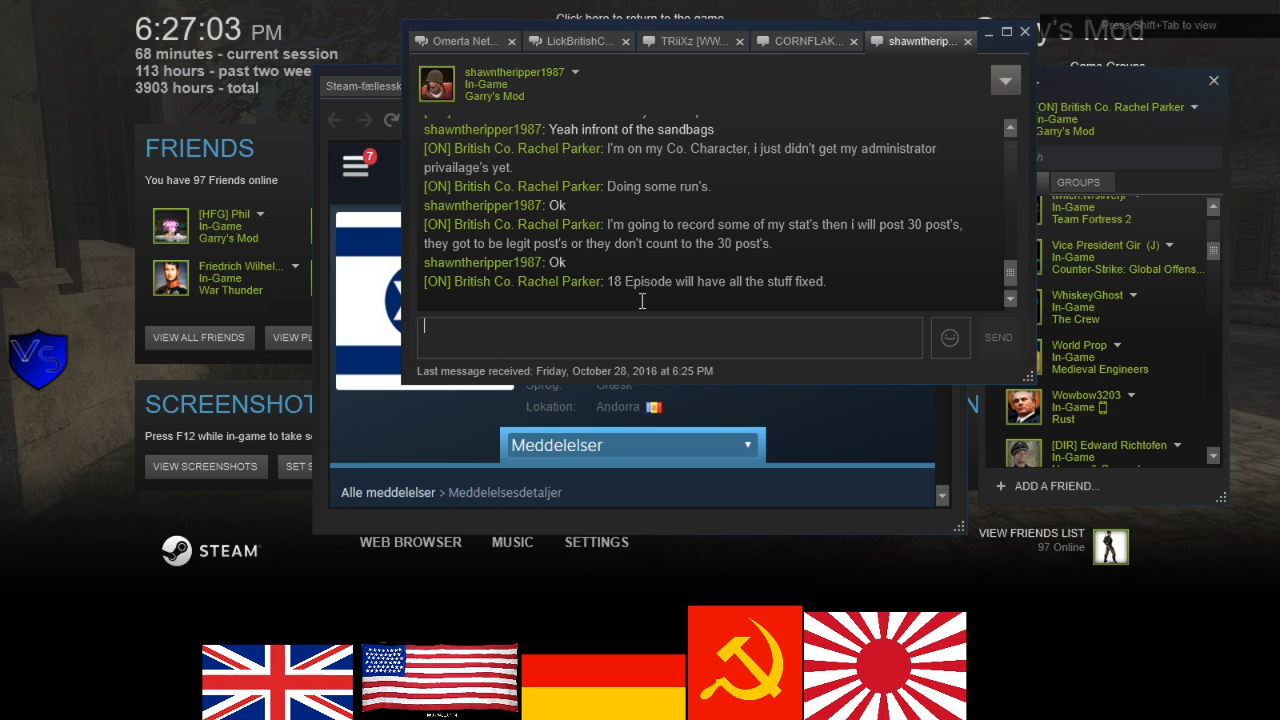 6:27:03 PM
68 minutes - current session
113 hours - past two wee
3903 hours - total
Click here to return to the game
Press Shift+Tab to view
y's Mod
Game Groups
FRIENDS
You have 97 Friends online
[HFG] Phil
In-Game
Garry's Mod
Friedrich Wilhel...
In-Game
War Thunder
VIEW ALL FRIENDS
VIEW PL
SCREENSHOT
Press F12 while in-game to take s
VIEW SCREENSHOTS
SET S
VS
Steam-fællessk
7
Omerta Net...
LickBritishC...
TRiiXz [WW...
CORNFLAK...
shawntherip...
shawntheripper1987
In-Game
Garry's Mod
shawntheripper1987: Yeah infront of the sandbags
[ON] British Co. Rachel Parker: I'm on my Co. Character, i just didn't get my administrator
privailage's yet.
[ON] British Co. Rachel Parker: Doing some run's.
shawntheripper1987: Ok
[ON] British Co. Rachel Parker: I'm going to record some of my stat's then i will post 30 post's,
they got to be legit post's or they don't count to the 30 post's.
shawntheripper1987: Ok
[ON] British Co. Rachel Parker: 18 Episode will have all the stuff fixed.
SEND
Last message received: Friday, October 28, 2016 at 6:25 PM
Sprog: Græsk
Lokation: Andorra
Meddelelser
Alle meddelelser > Meddelelsesdetaljer
[ON] British Co. Rachel Parker
In-Game
Garry's Mod
GROUPS
In-Game
Team Fortress 2
Vice President Gir (J)
In-Game
Counter-Strike: Global Offens...
WhiskeyGhost
In-Game
The Crew
World Prop
In-Game
Medieval Engineers
Wowbow3203
In-Game
Rust
[DIR] Edward Richtofen
In-Game
+ ADD A FRIEND...
N
STEAM
WEB BROWSER
MUSIC
SETTINGS
VIEW FRIENDS LIST
97 Online